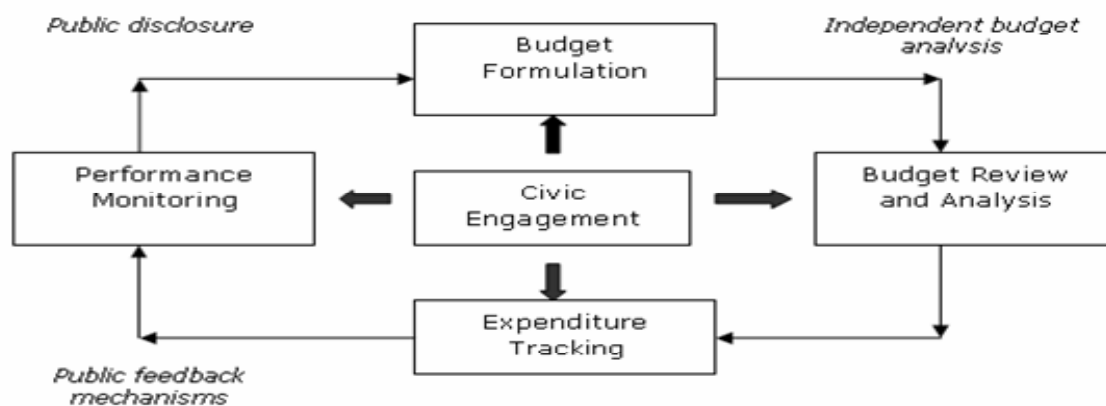 Public disclosure
Budget
Formulation
Independent budget
analysis
Performance
Monitoring
Civic
Engagement
Budget Review
and Analysis
Expenditure
Tracking
Public feedback
mechanisms